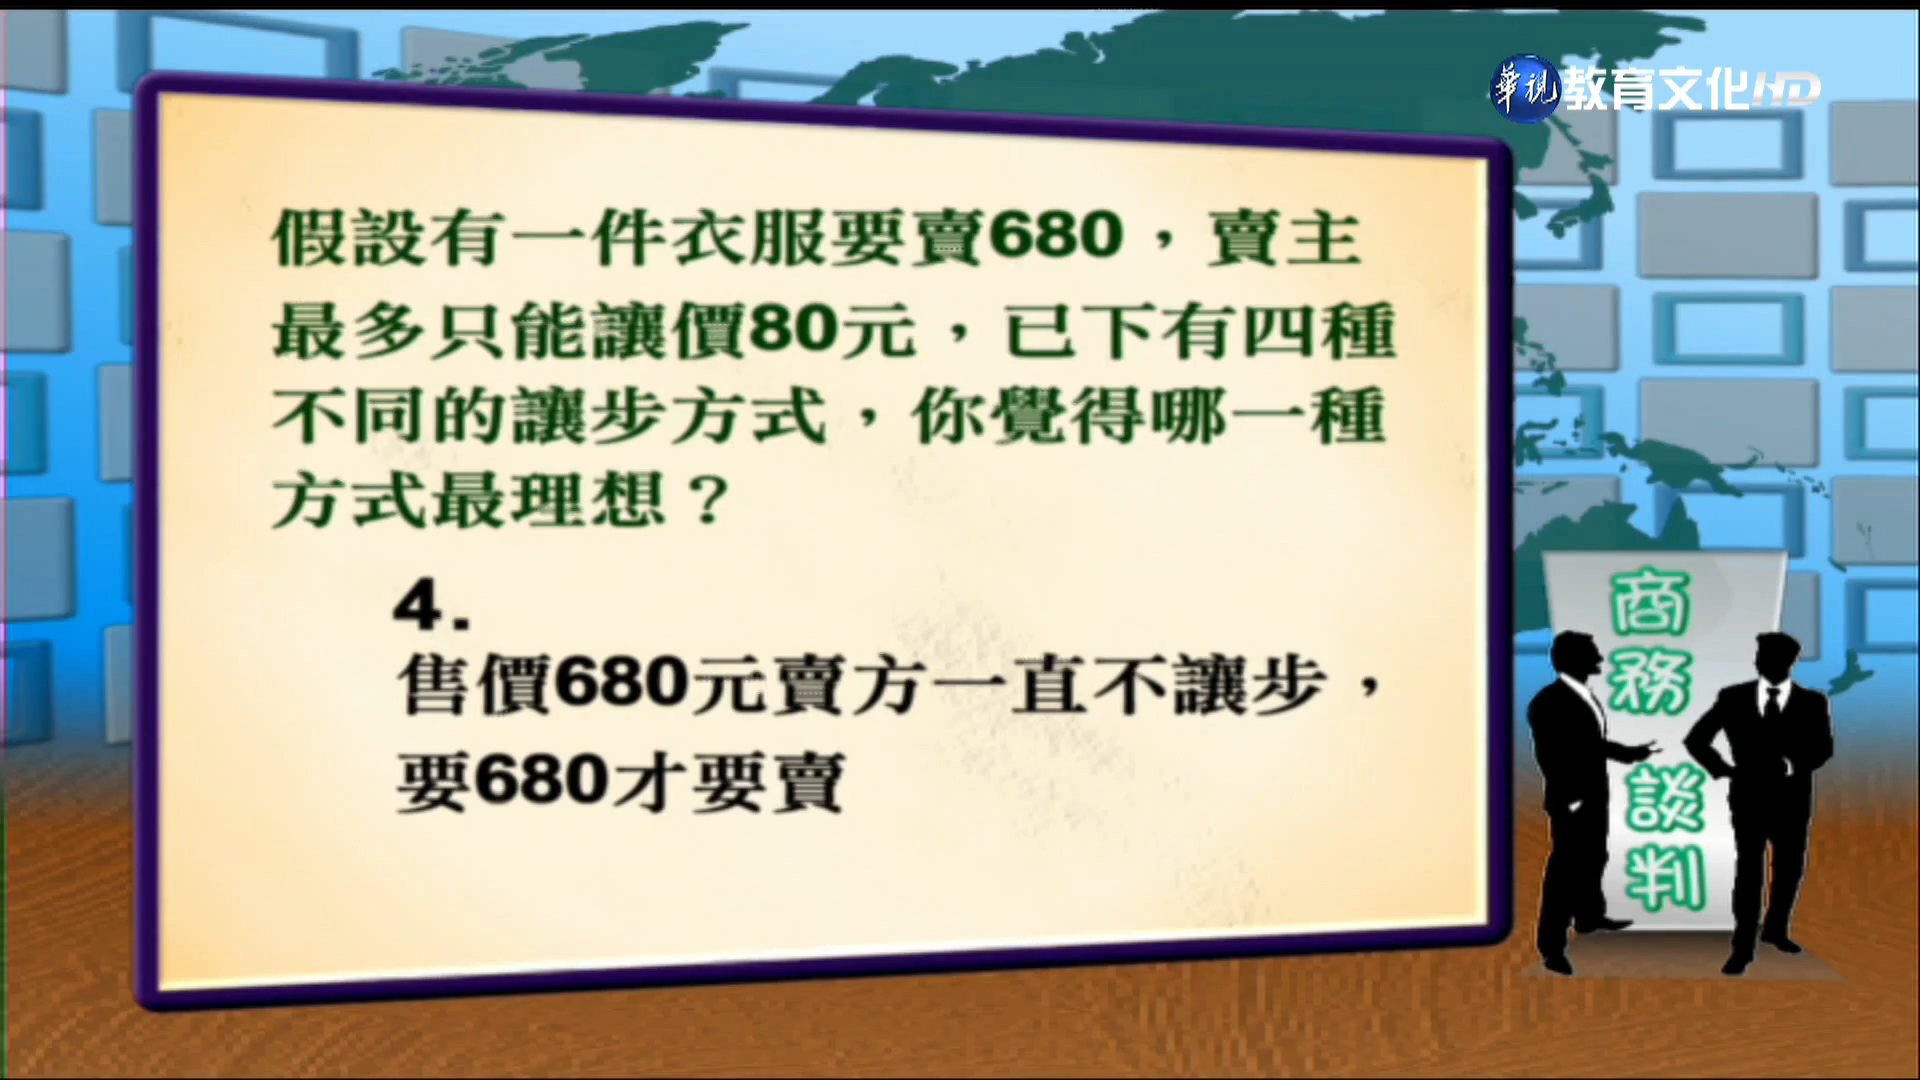 華視 教育文化HD
假設有一件衣服要賣680，賣主
最多只能讓價80元，已下有四種
不同的讓步方式，你覺得哪一種
方式最理想？
4.
售價680元賣方一直不讓步，
要680才要賣
商務談判